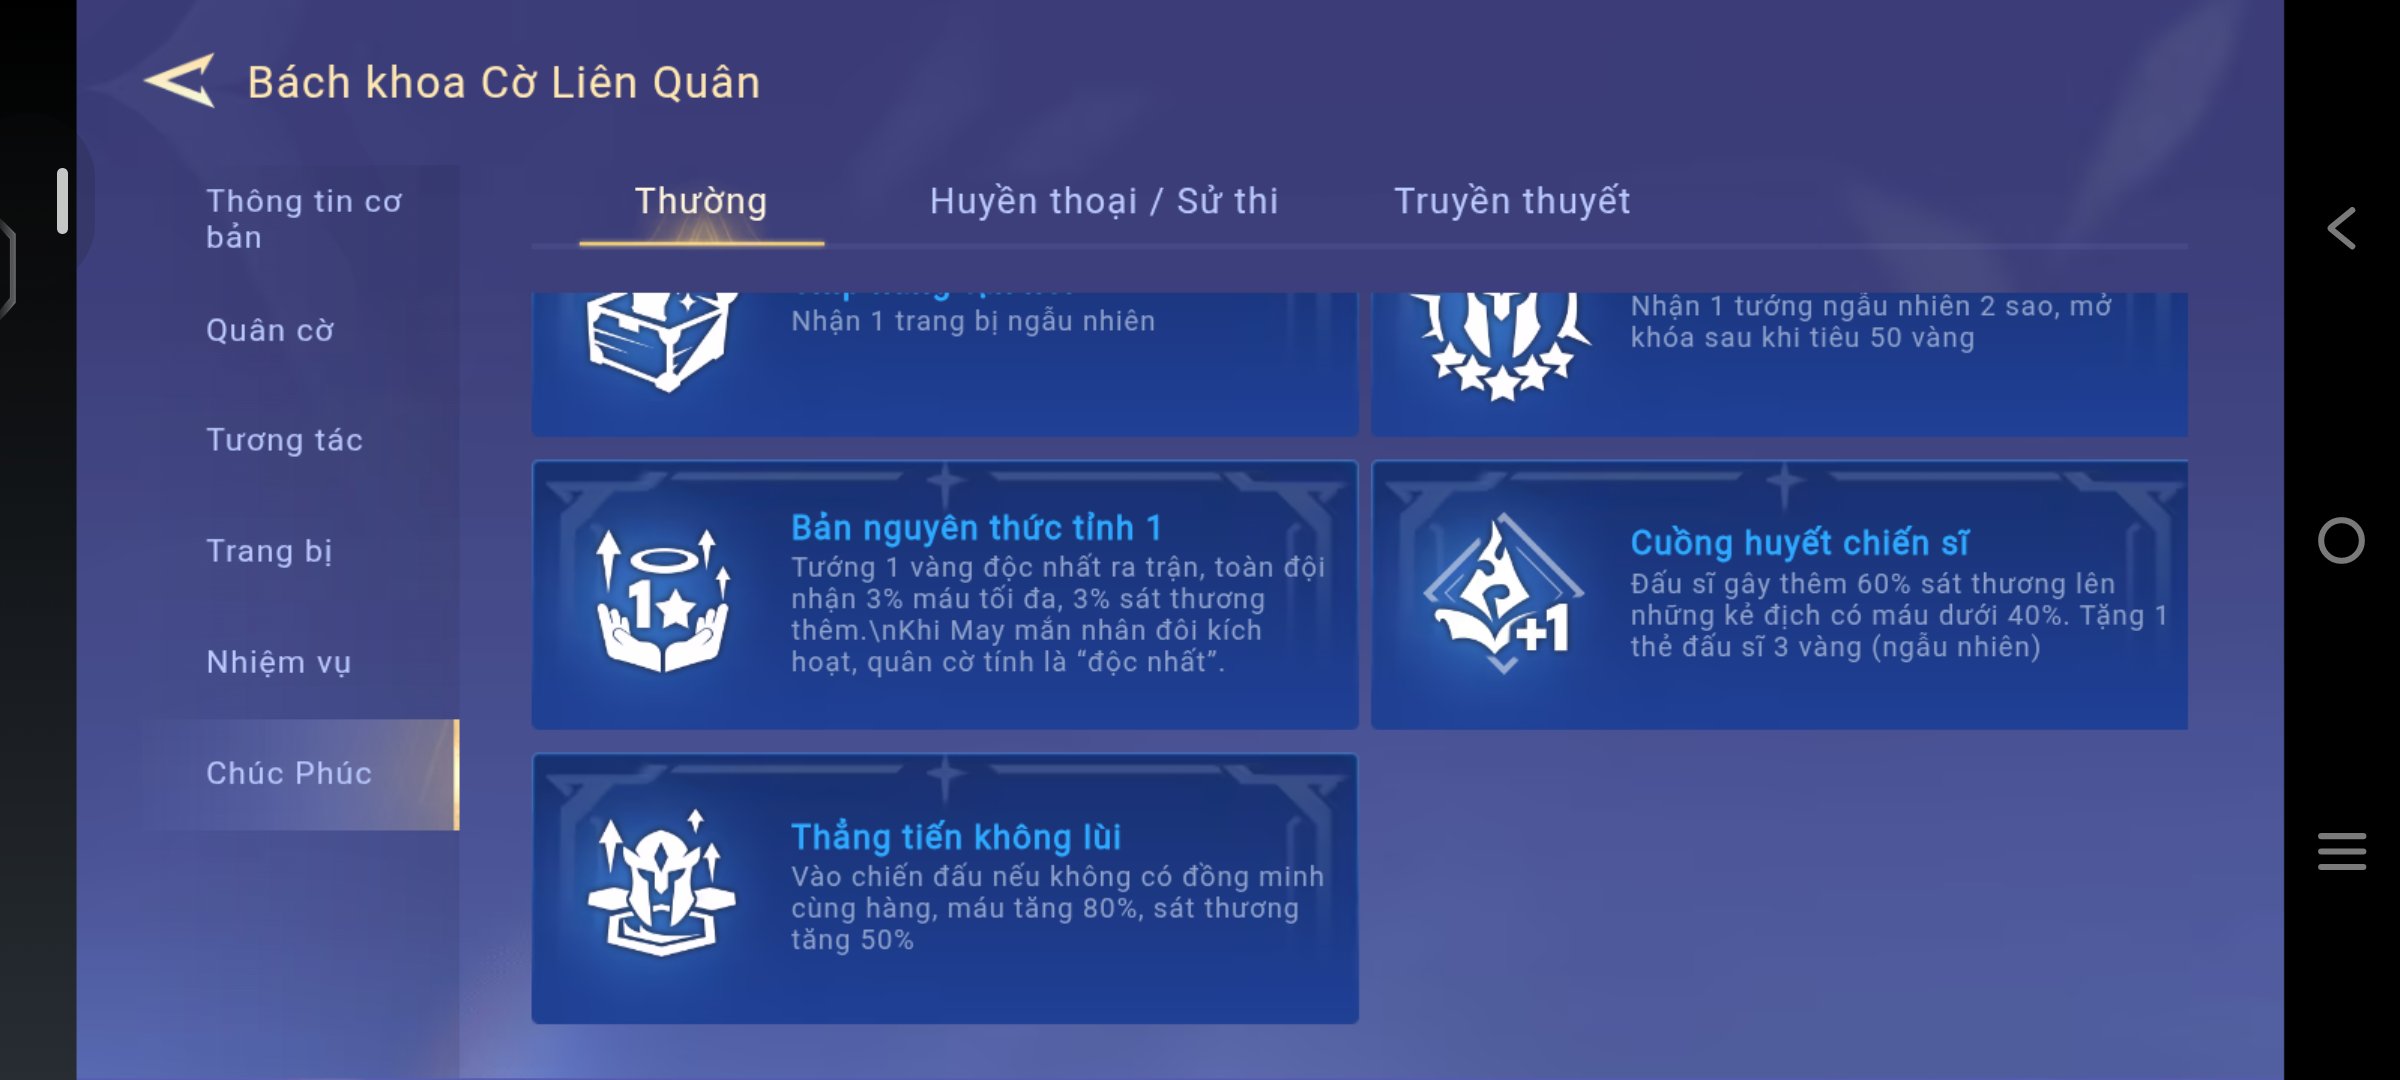 Bách khoa Cờ Liên Quân
Thông tin cơ
bản
Quân cờ
Tương tác
Trang bị
Nhiệm vụ
Chúc Phúc
Thường
Huyền thoại / Sử thi
Truyền thuyết
Nhận 1 trang bị ngẫu nhiên
Nhận 1 tướng ngẫu nhiên 2 sao, mở
khóa sau khi tiêu 50 vàng
1
Bản nguyên thức tỉnh 1
Tướng 1 vàng độc nhất ra trận, toàn đội
nhận 3% máu tối đa, 3% sát thương
thêm.\nKhi May mắn nhân đôi kích
hoạt, quân cờ tính là “độc nhất”.
+1
Cuồng huyết chiến sĩ
Đấu sĩ gây thêm 60% sát thương lên
những kẻ địch có máu dưới 40%. Tặng 1
thẻ đấu sĩ 3 vàng (ngẫu nhiên)
Thẳng tiến không lùi
Vào chiến đấu nếu không có đồng minh
cùng hàng, máu tăng 80%, sát thương
tăng 50%